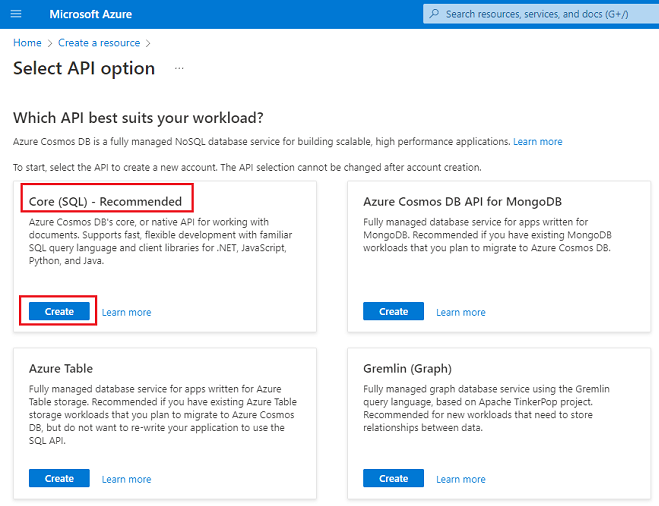 Microsoft Azure
Search resources, services, and docs (G+/)
Home > Create a resource >
Select API option ...
Which API best suits your workload?
Azure Cosmos DB is a fully managed NoSQL database service for building scalable, high performance applications. Learn more
To start, select the API to create a new account. The API selection cannot be changed after account creation.
Core (SQL) - Recommended
Azure Cosmos DB's core, or native API for working with
documents. Supports fast, flexible development with familiar
SQL query language and client libraries for .NET, JavaScript,
Python, and Java.
Create
Learn more
Azure Cosmos DB API for MongoDB
Fully managed database service for apps written for
MongoDB. Recommended if you have existing MongoDB
workloads that you plan to migrate to Azure Cosmos DB.
Create
Learn more
Azure Table
Fully managed database service for apps written for Azure
Table storage. Recommended if you have existing Azure Table
storage workloads that you plan to migrate to Azure Cosmos
DB, but do not want to re-write your application to use the
SQL API.
Create
Learn more
Gremlin (Graph)
Fully managed graph database service using the Gremlin
query language, based on Apache TinkerPop project.
Recommended for new workloads that need to store
relationships between data.
Create
Learn more